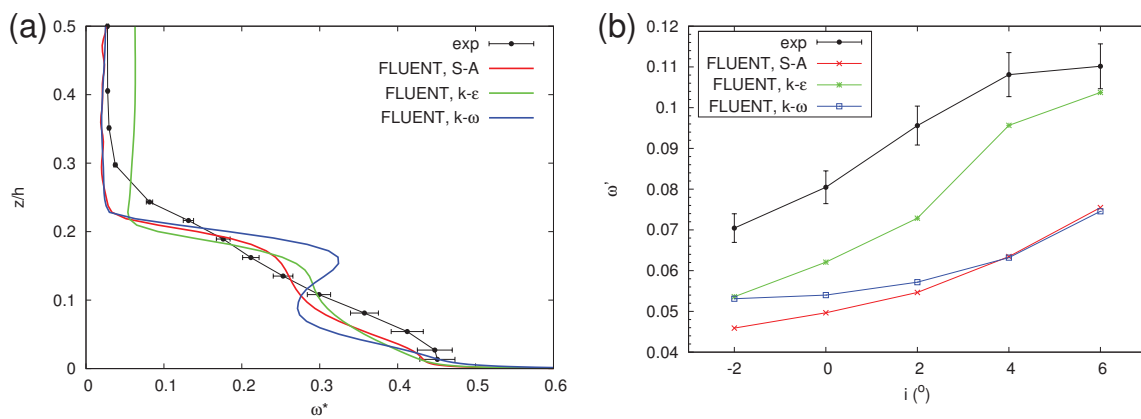 (a)
0.5
0.4
0.3
0.2
0.1
0
z/h
exp
FLUENT, S-A
FLUENT, k-ε
FLUENT, k-ω
0 0.1 0.2 0.3 0.4 0.5 0.6
ω*
(b)
0.12
0.11
0.1
0.09
0.08
0.07
0.06
0.05
0.04
ω'
exp
FLUENT, S-A
FLUENT, k-ε
FLUENT, k-ω
-2 0 2 4 6
i (°)